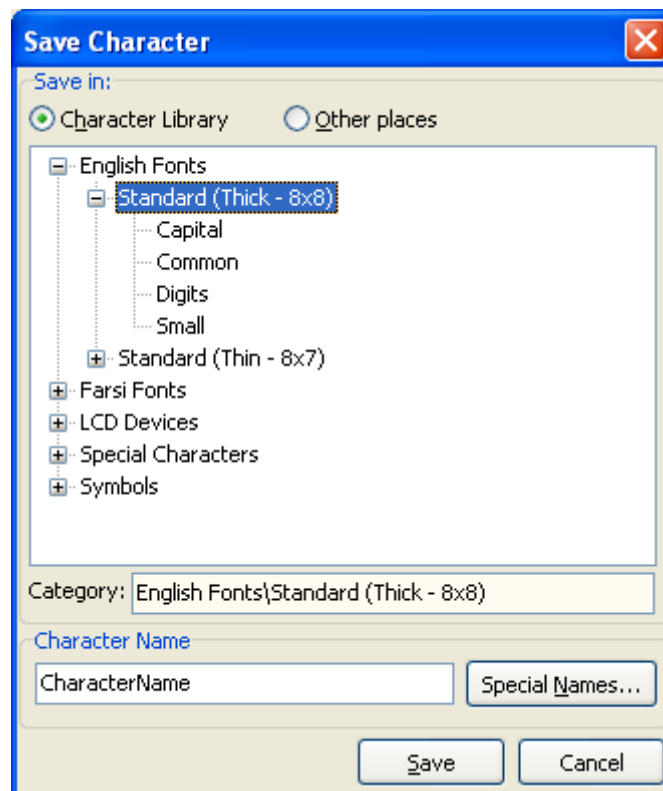 Save Character
Save in:
Character Library Other places
English Fonts
Standard (Thick - 8x8)
Capital
Common
Digits
Small
Standard (Thin - 8x7)
Farsi Fonts
LCD Devices
Special Characters
Symbols
Category: English Fonts\Standard (Thick - 8x8)
Character Name
CharacterName Special Names...
Save Cancel